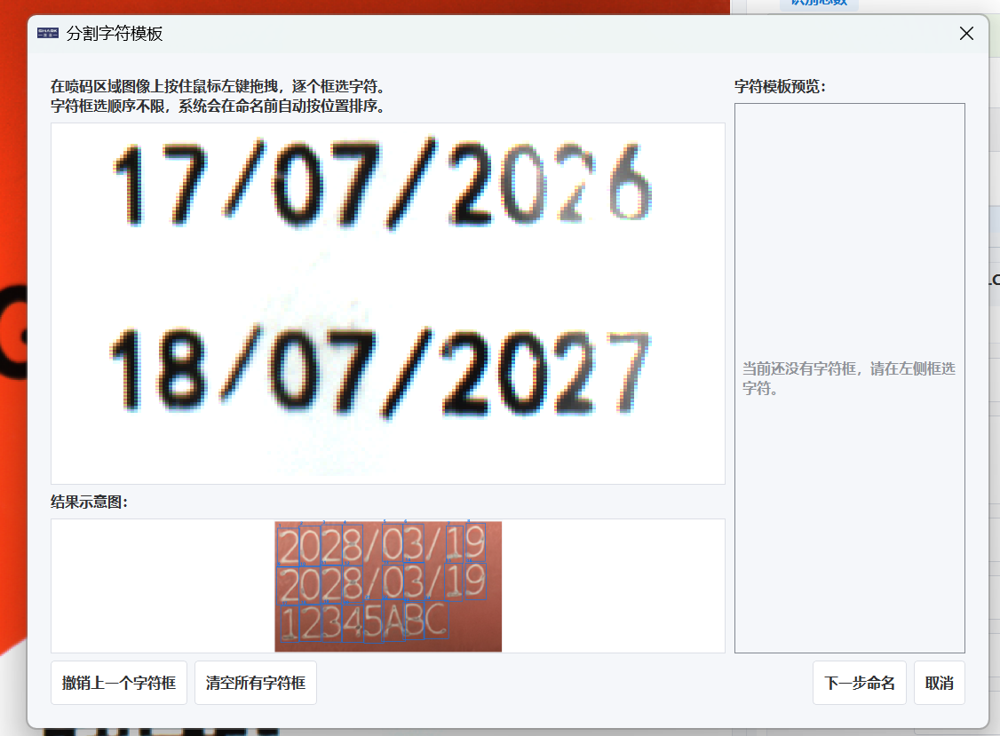 识别总数
分割字符模板
在喷码区域图像上按住鼠标左键拖拽，逐个框选字符。
字符框选顺序不限，系统会在命名前自动按位置排序。
字符模板预览：
17/07/2026
18/07/2027
当前还没有字符框，请在左侧框选
字符。
结果示意图：
2028/03/19
2028/03/19
12345ABC
撤销上一个字符框
清空所有字符框
下一步命名
取消